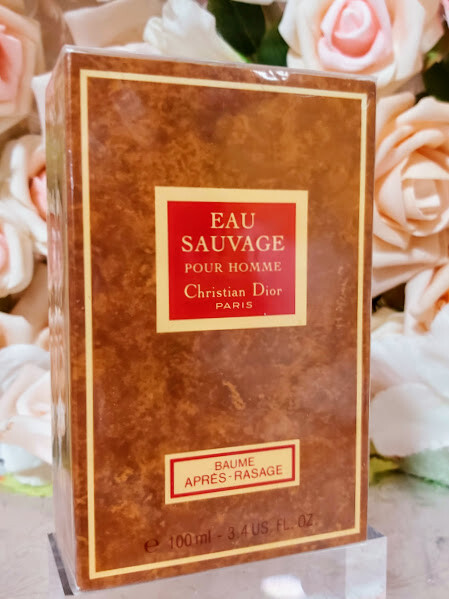 EAU
SAUVAGE
POUR HOMME
Christian Dior
PARIS
BAUME
APRÈS-RASAGE
e 100 ml - 3.4 US. FL. OZ.